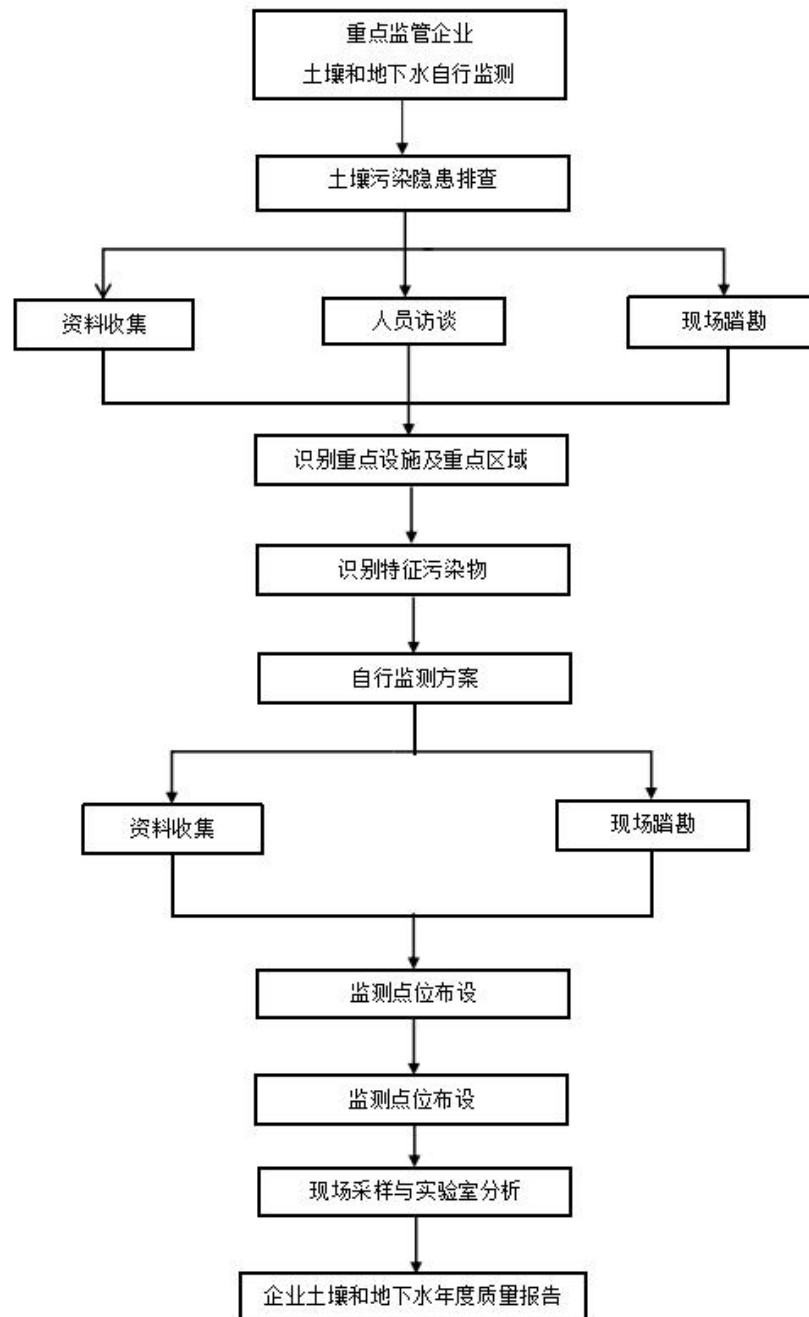 重点监管企业
土壤和地下水自行监测
土壤污染隐患排查
资料收集
人员访谈
现场踏勘
识别重点设施及重点区域
识别特征污染物
自行监测方案
资料收集
现场踏勘
监测点位布设
监测点位布设
现场采样与实验室分析
企业土壤和地下水年度质量报告